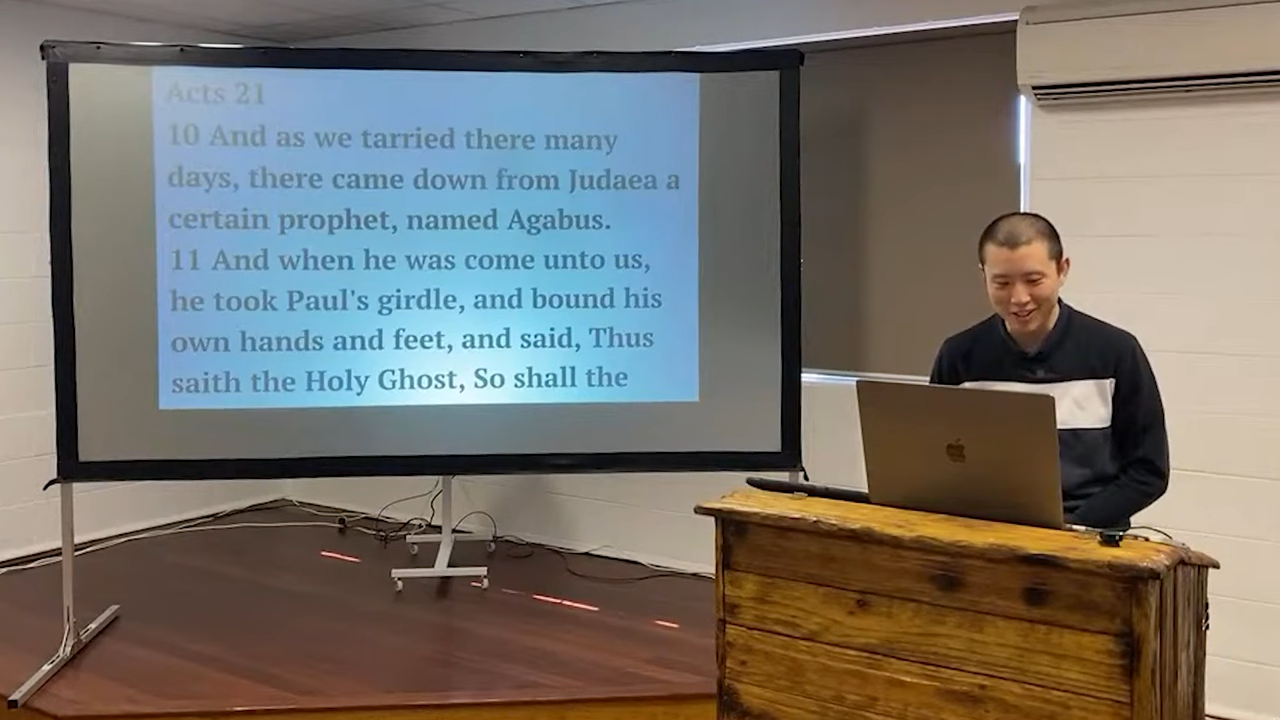 Acts 21
10 And as we tarried there many
days, there came down from Judaea a
certain prophet, named Agabus.
11 And when he was come unto us,
he took Paul's girdle, and bound his
own hands and feet, and said, Thus
saith the Holy Ghost, So shall the